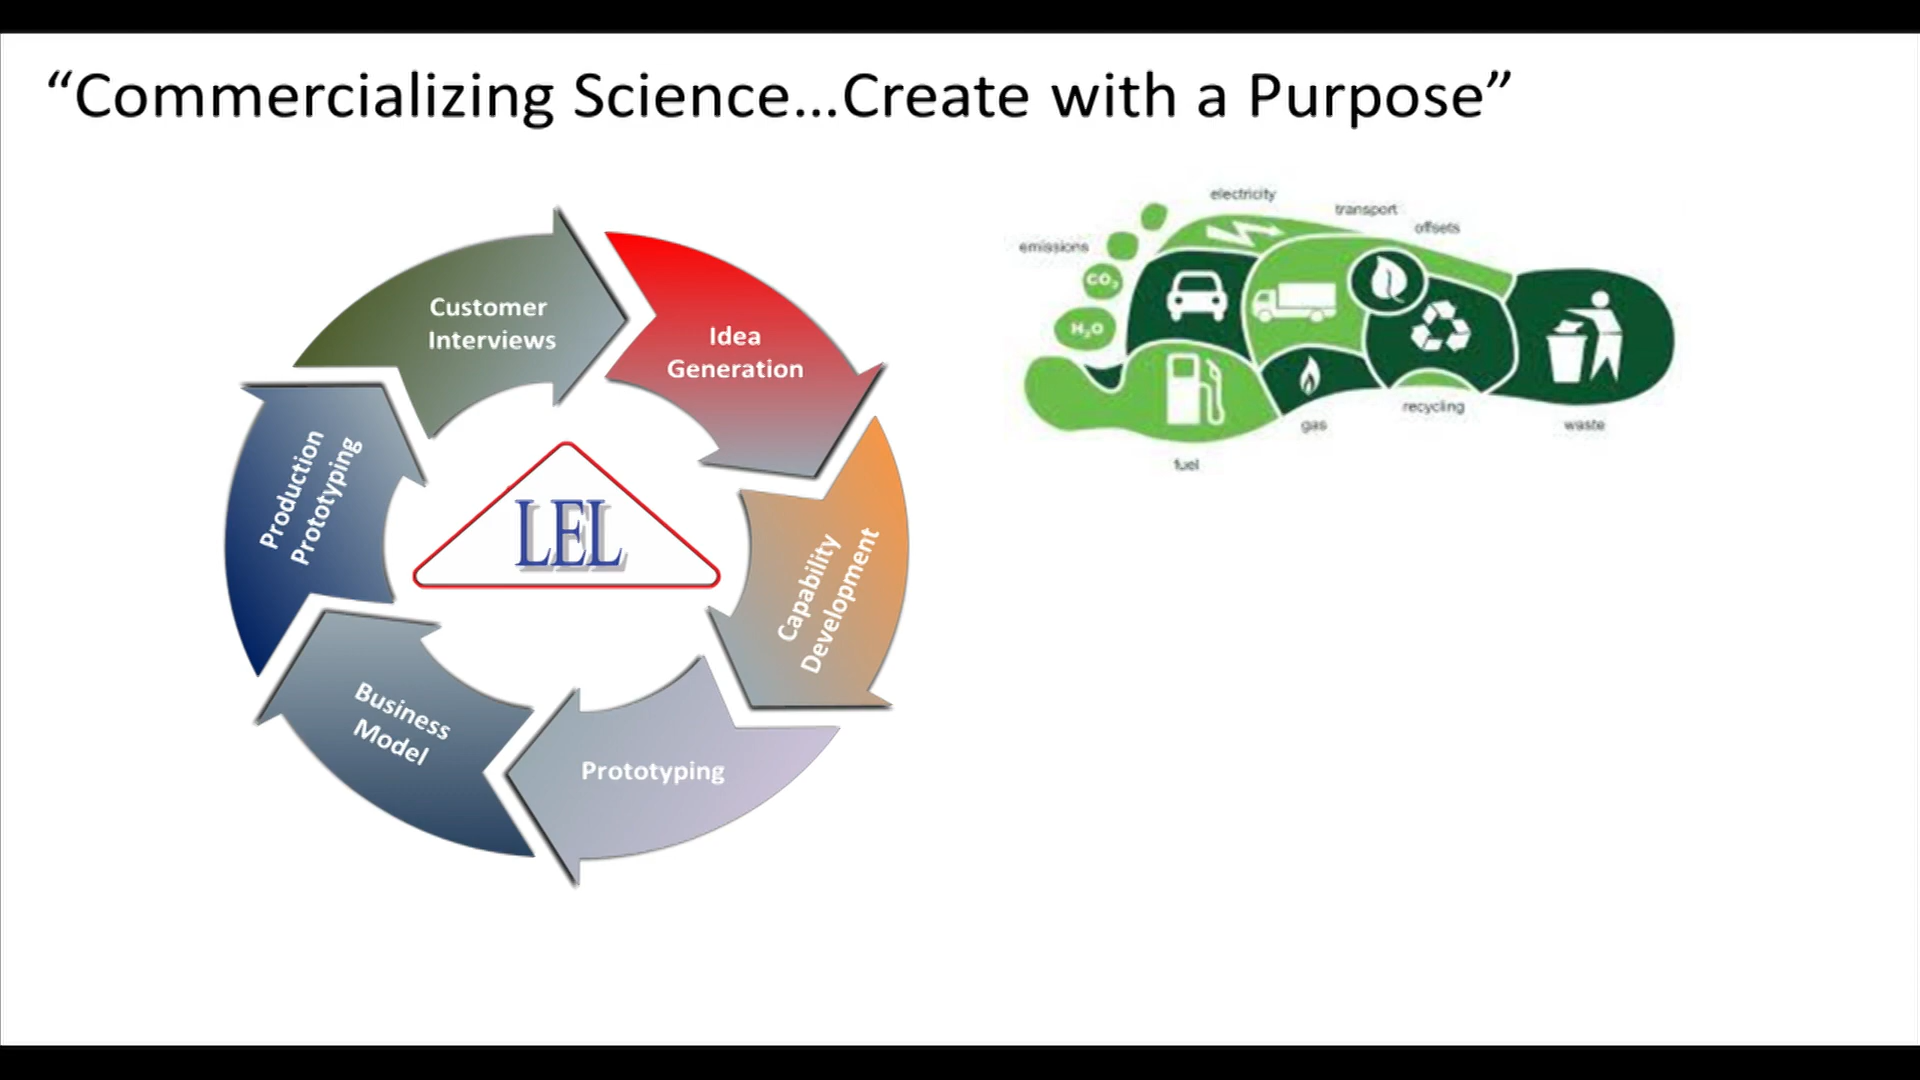 “Commercializing Science...Create with a Purpose”
Customer
Interviews
Idea
Generation
Capability
Development
Prototyping
Business
Model
Production
Prototyping
LEL
electricity
transport
offsets
emissions
CO₂
H₂O
recycling
gas
waste
fuel